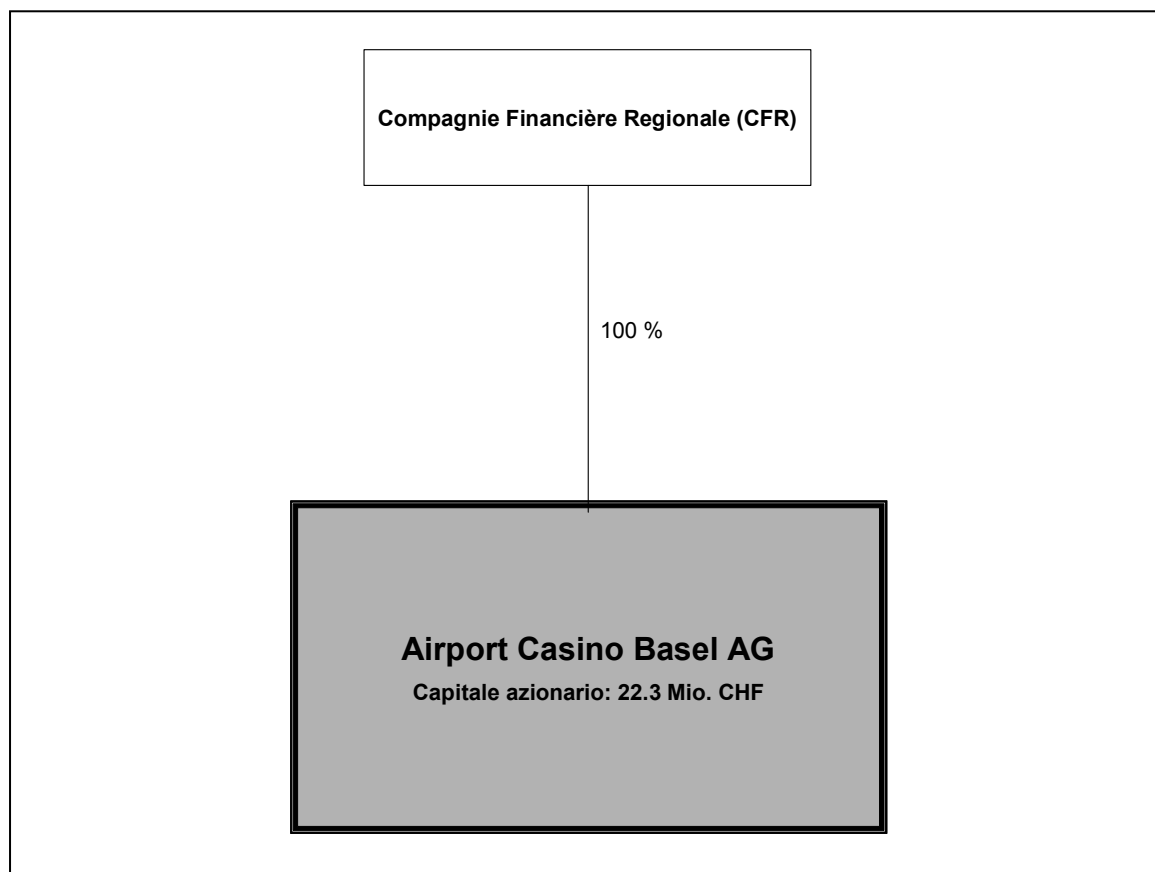 Compagnie Financière Regionale (CFR)
100 %
Airport Casino Basel AG
Capitale azionario: 22.3 Mio. CHF